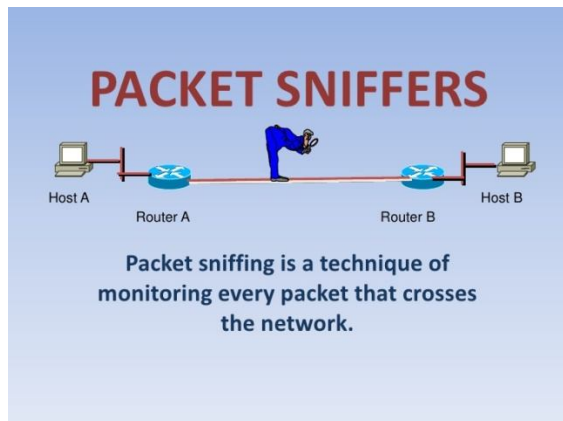 PACKET SNIFFERS
Host A
Router A
Router B
Host B
Packet sniffing is a technique of
monitoring every packet that crosses
the network.